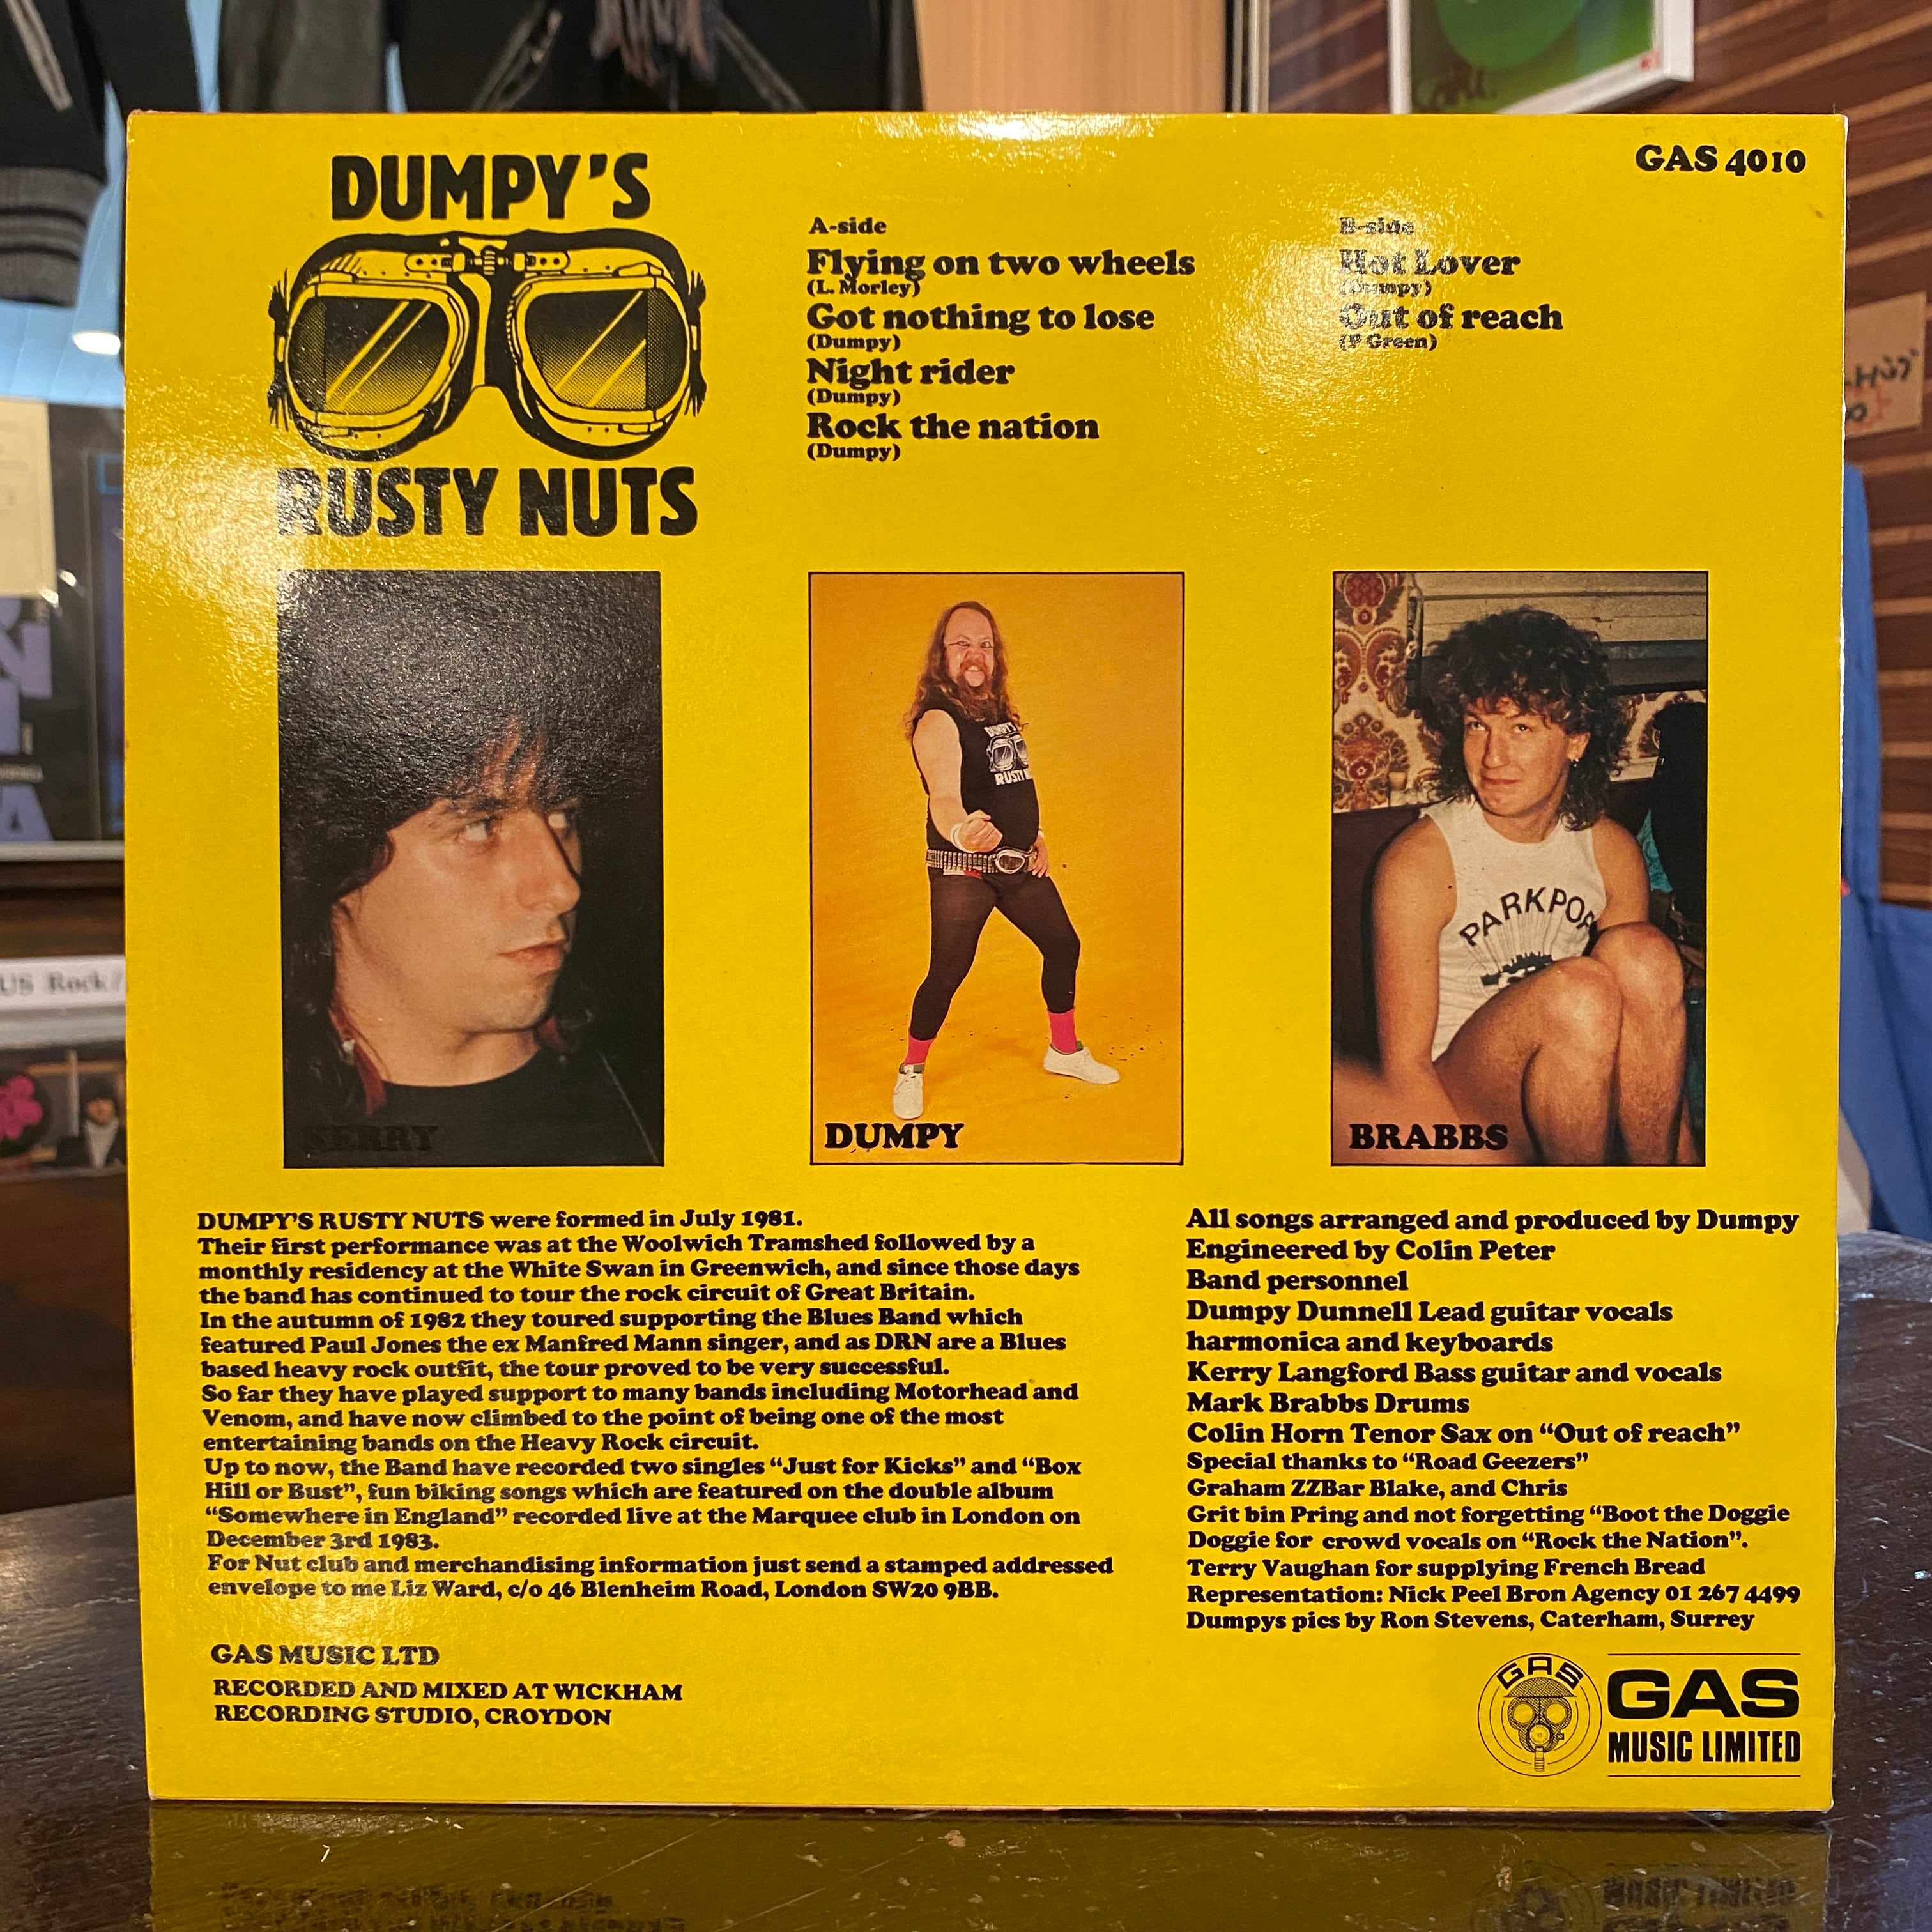 DUMPY'S
RUSTY NUTS
GAS 4010
A-side
Flying on two wheels
(L. Morley)
Got nothing to lose
(Dumpy)
Night rider
(Dumpy)
Rock the nation
(Dumpy)
B-side
Hot Lover
(Dumpy)
Out of reach
(P Green)
KERRY
DUMPY'S
RUSTY
DUMPY
PARKPOP
BRABBS
DUMPY'S RUSTY NUTS were formed in July 1981.
Their first performance was at the Woolwich Tramshed followed by a
monthly residency at the White Swan in Greenwich, and since those days
the band has continued to tour the rock circuit of Great Britain.
In the autumn of 1982 they toured supporting the Blues Band which
featured Paul Jones the ex Manfred Mann singer, and as DRN are a Blues
based heavy rock outfit, the tour proved to be very successful.
So far they have played support to many bands including Motorhead and
Venom, and have now climbed to the point of being one of the most
entertaining bands on the Heavy Rock circuit.
Up to now, the Band have recorded two singles “Just for Kicks” and “Box
Hill or Bust”, fun biking songs which are featured on the double album
“Somewhere in England” recorded live at the Marquee club in London on
December 3rd 1983.
For Nut club and merchandising information just send a stamped addressed
envelope to me Liz Ward, c/o 46 Blenheim Road, London SW20 9BB.
GAS MUSIC LTD
RECORDED AND MIXED AT WICKHAM
RECORDING STUDIO, CROYDON
All songs arranged and produced by Dumpy
Engineered by Colin Peter
Band personnel
Dumpy Dunnell Lead guitar vocals
harmonica and keyboards
Kerry Langford Bass guitar and vocals
Mark Brabbs Drums
Colin Horn Tenor Sax on “Out of reach”
Special thanks to “Road Geezers”
Graham ZZBar Blake, and Chris
Grit bin Pring and not forgetting “Boot the Doggie
Doggie for crowd vocals on “Rock the Nation”.
Terry Vaughan for supplying French Bread
Representation: Nick Peel Bron Agency 01 267 4499
Dumpys pics by Ron Stevens, Caterham, Surrey
GAS
GAS
MUSIC LIMITED
US Rock /